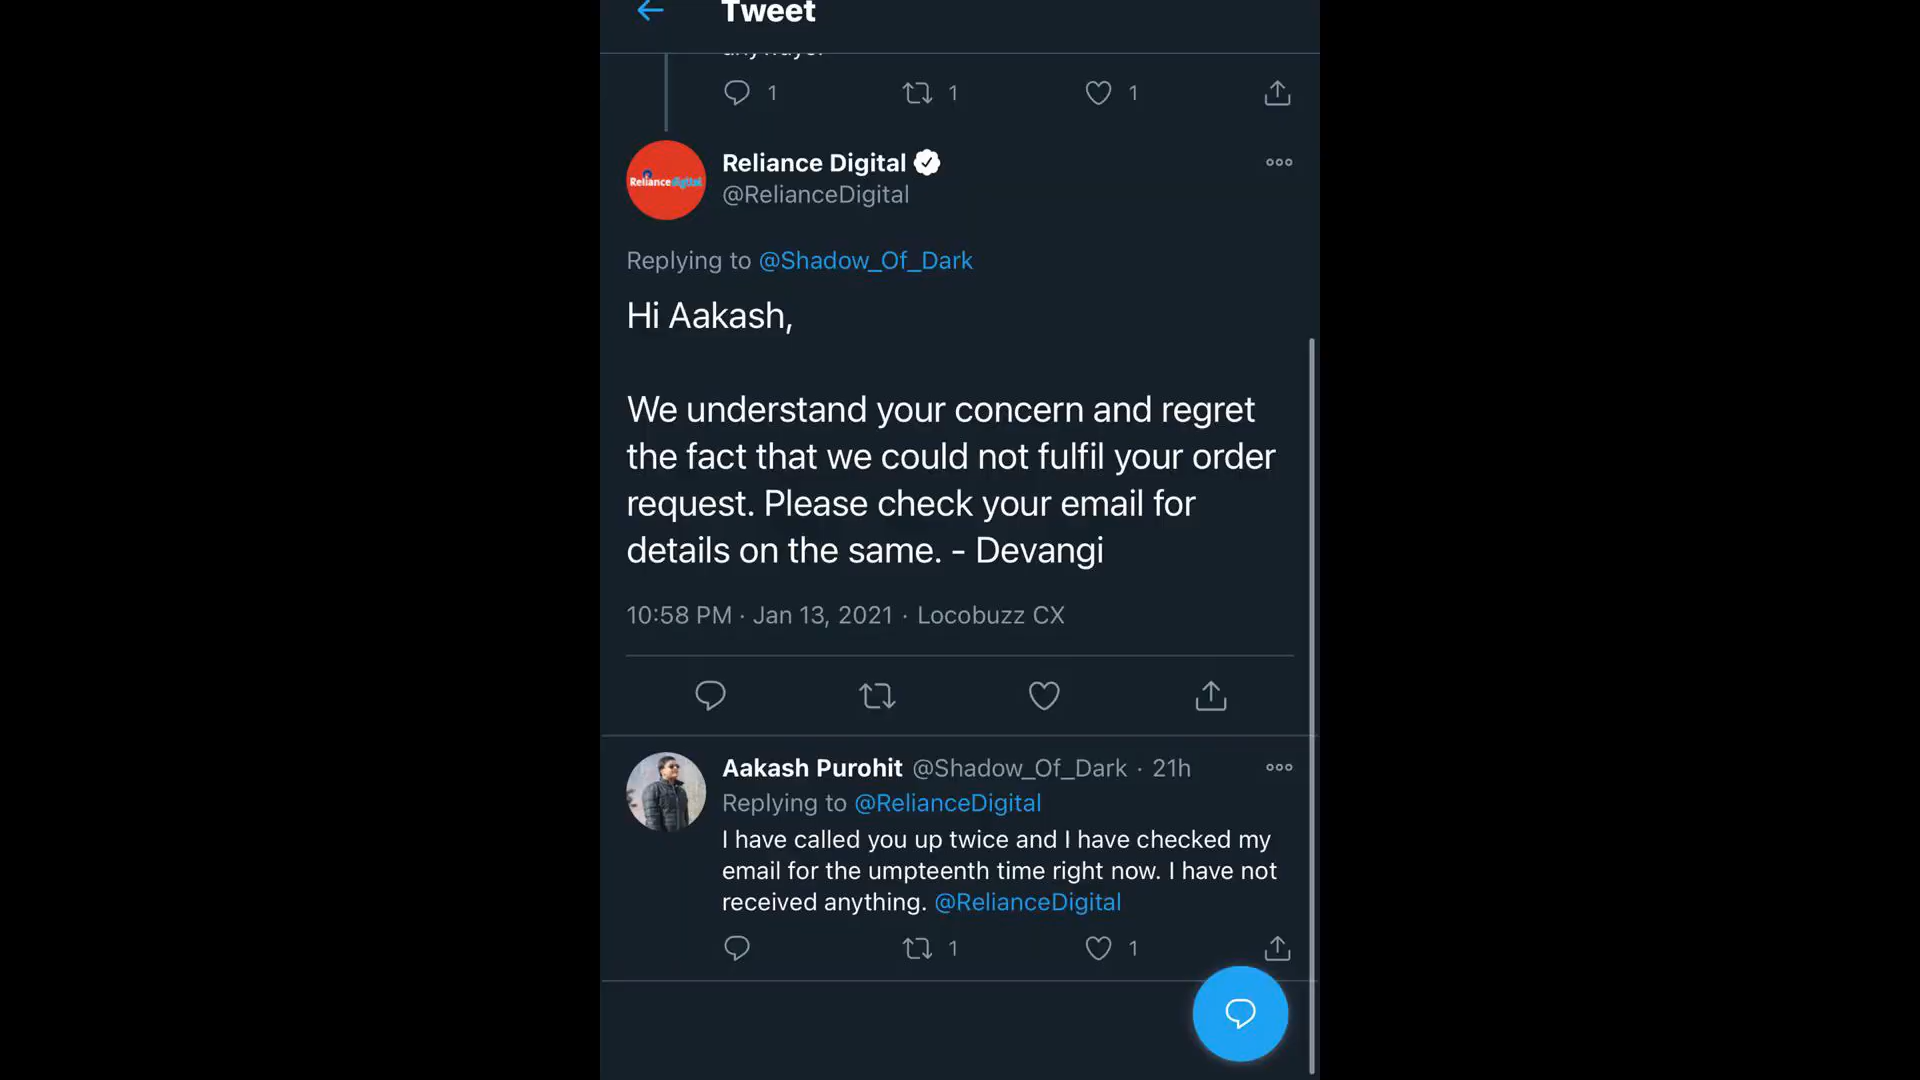 Tweet
1 1 1
Reliance Digital
@RelianceDigital
Reliance digital
Replying to @Shadow_Of_Dark
Hi Aakash,
We understand your concern and regret
the fact that we could not fulfil your order
request. Please check your email for
details on the same. - Devangi
10:58 PM · Jan 13, 2021 · Locobuzz CX
Aakash Purohit @Shadow_Of_Dark · 21h
Replying to @RelianceDigital
I have called you up twice and I have checked my
email for the umpteenth time right now. I have not
received anything. @RelianceDigital
1 1